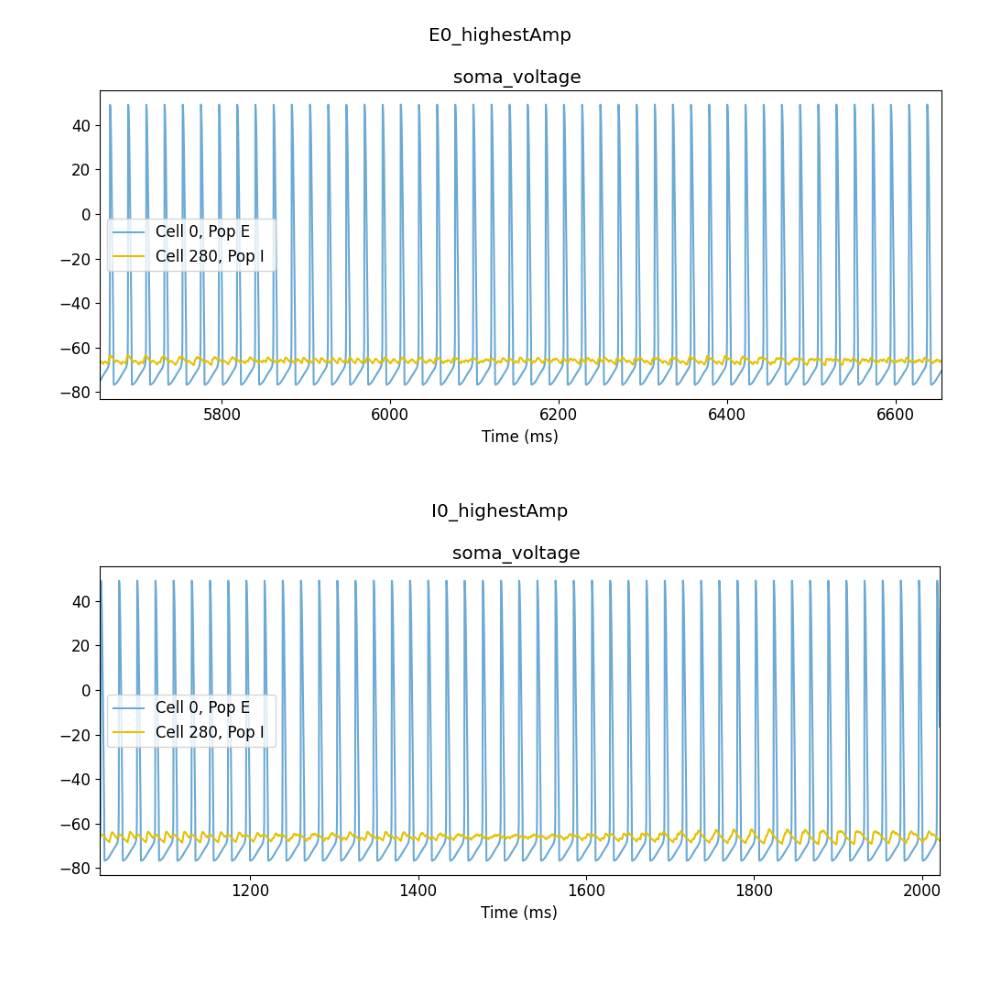 E0_highestAmp
soma_voltage
40
20
0
−20
−40
−60
−80
Cell 0, Pop E
Cell 280, Pop I
5800 6000 6200 6400 6600
Time (ms)
I0_highestAmp
soma_voltage
40
20
0
−20
−40
−60
−80
Cell 0, Pop E
Cell 280, Pop I
1200 1400 1600 1800 2000
Time (ms)